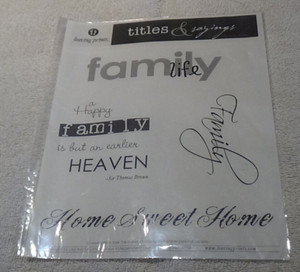 titles & sayings
family
life
a
Happy
family
is but an earlier
HEAVEN
Family
Home Sweet Home